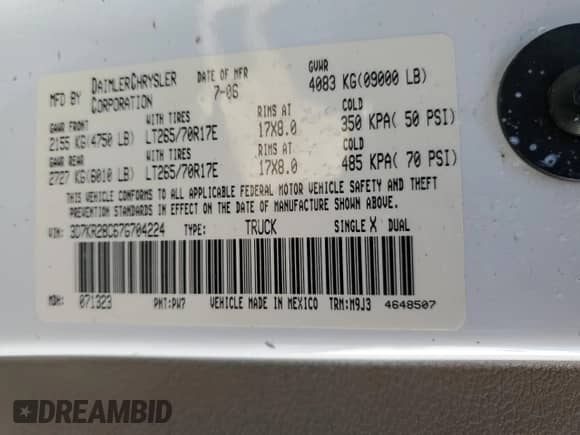 MFD BY DAIMLERCHRYSLER CORPORATION
DATE OF MFR 7-06
GVWR 4083 KG(09000 LB)
GAWR FRONT WITH TIRES RIMS AT COLD
2155 KG(4750 LB) LT265/70R17E 17X8.0 350 KPA( 50 PSI)
GAWR REAR WITH TIRES RIMS AT COLD
2727 KG(6010 LB) LT265/70R17E 17X8.0 485 KPA( 70 PSI)
THIS VEHICLE CONFORMS TO ALL APPLICABLE FEDERAL MOTOR VEHICLE SAFETY AND THEFT
PREVENTION STANDARDS IN EFFECT ON THE DATE OF MANUFACTURE SHOWN ABOVE.
VIN: 3D7KR28C67G704224 TYPE: TRUCK SINGLE X DUAL
MDH: 071323 PNT:PW7 VEHICLE MADE IN MEXICO TRM:M9J3 4648507
DREAMBID